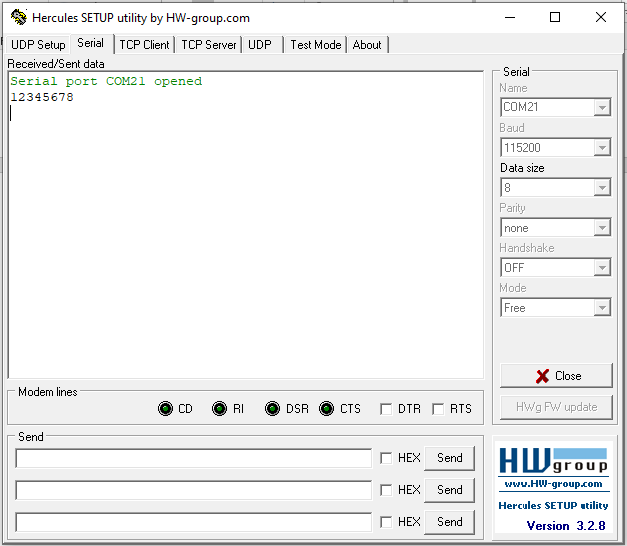 Hercules SETUP utility by HW-group.com
UDP Setup Serial TCP Client TCP Server UDP Test Mode About
Received/Sent data
Serial port COM21 opened
12345678
Serial
Name
COM21
Baud
115200
Data size
8
Parity
none
Handshake
OFF
Mode
Free
Close
HWg FW update
Modem lines
CD RI DSR CTS DTR RTS
Send
HEX Send
HEX Send
HEX Send
HW group
www.HW-group.com
Hercules SETUP utility
Version 3.2.8